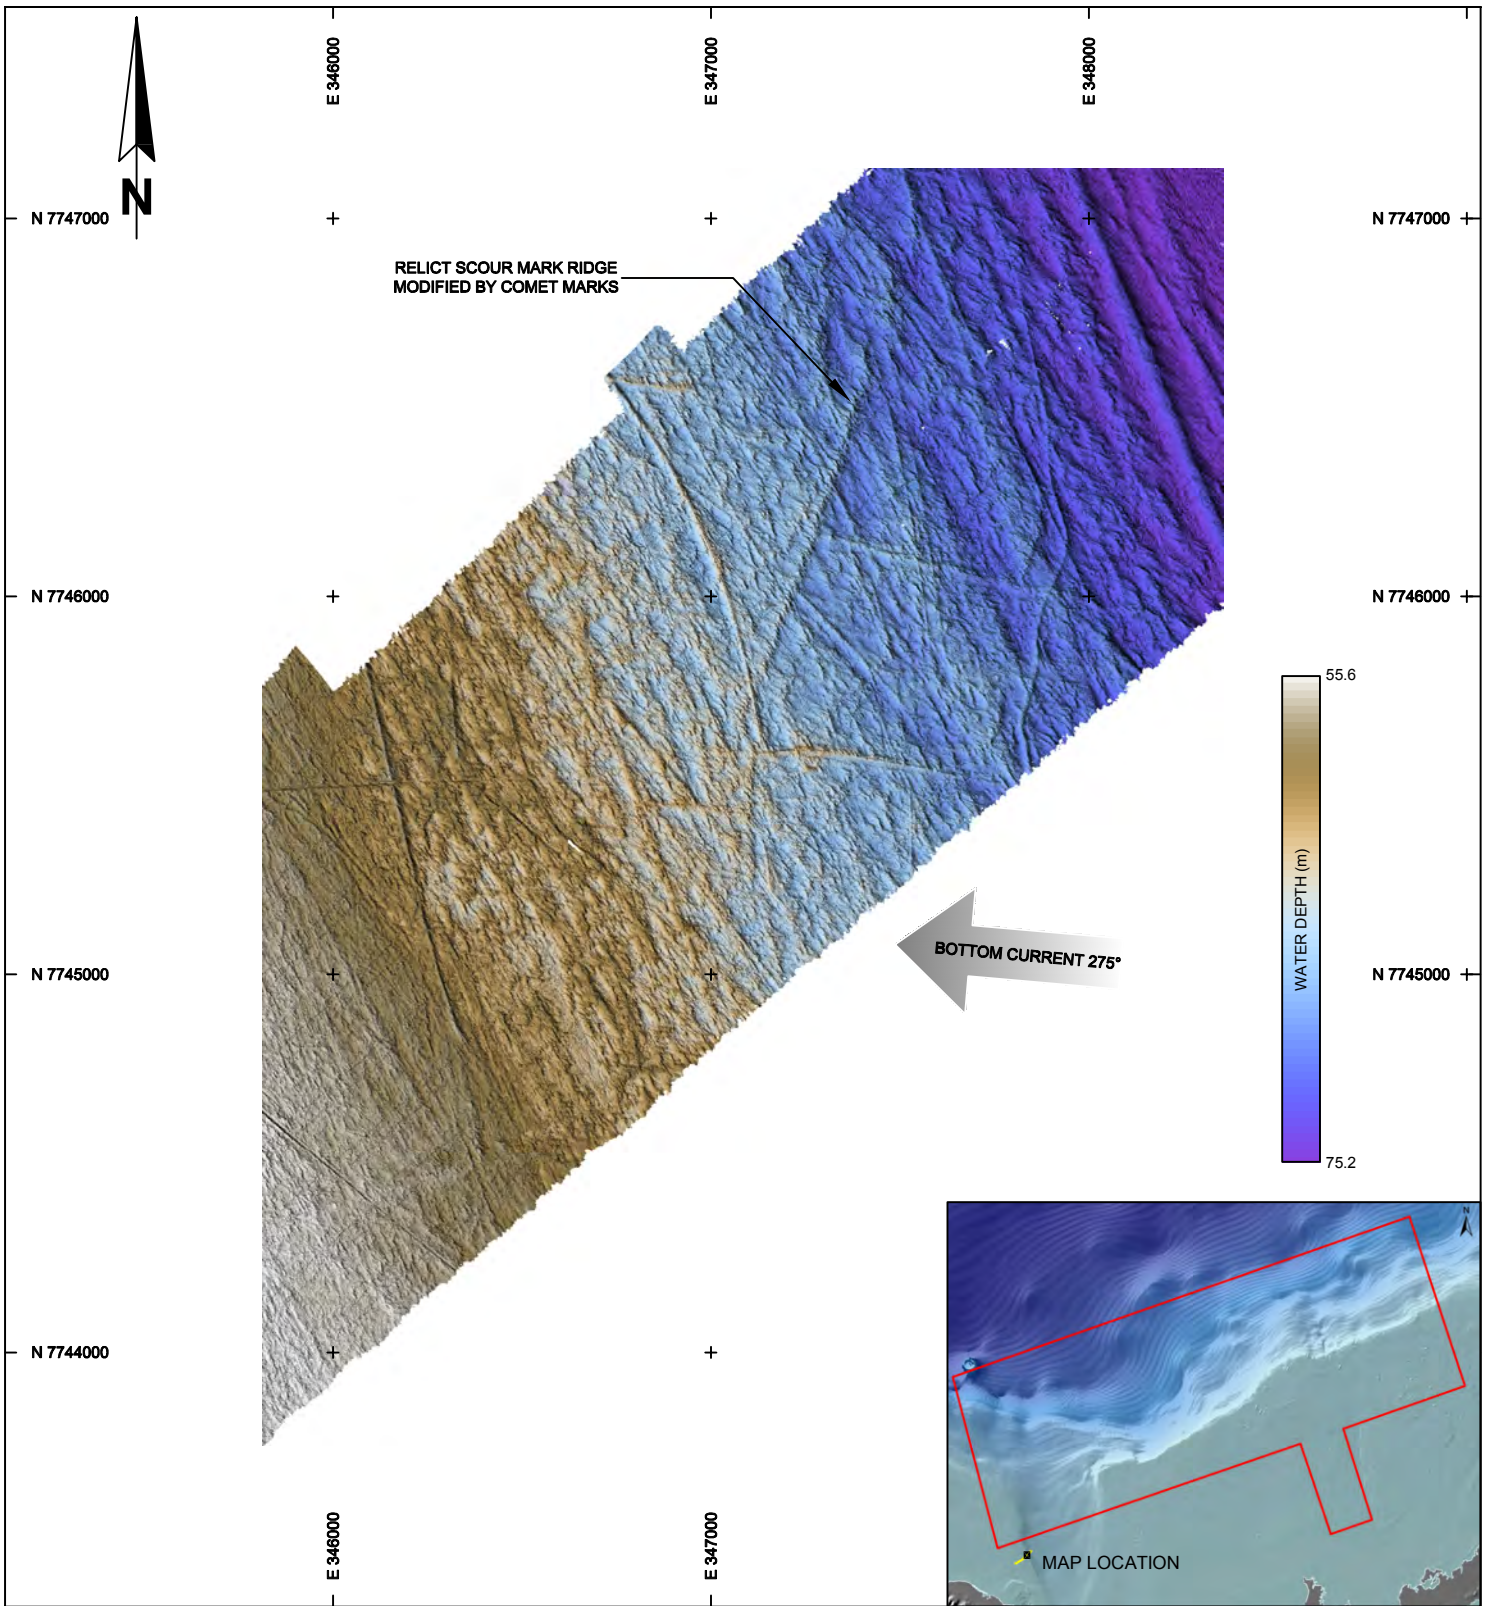 E 346000
E 347000
E 348000
N
N 7747000
N 7747000
RELICT SCOUR MARK RIDGE
MODIFIED BY COMET MARKS
N 7746000
N 7746000
55.6
WATER DEPTH (m)
75.2
BOTTOM CURRENT 275°
N 7745000
N 7745000
N
N 7744000
MAP LOCATION
E 346000
E 347000